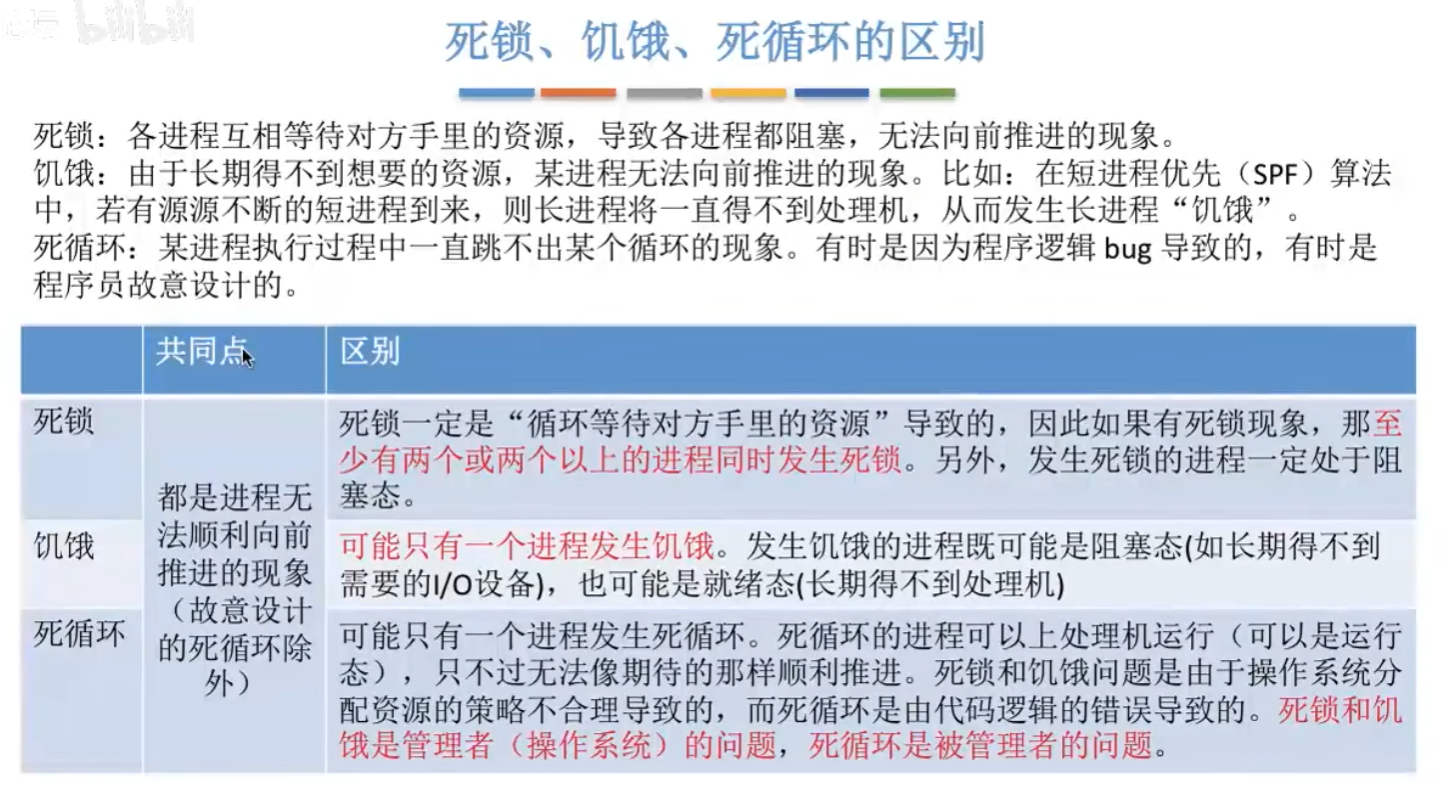 bilibili
死锁、饥饿、死循环的区别
死锁：各进程互相等待对方手里的资源，导致各进程都阻塞，无法向前推进的现象。
饥饿：由于长期得不到想要的资源，某进程无法向前推进的现象。比如：在短进程优先（SPF）算法
中，若有源源不断的短进程到来，则长进程将一直得不到处理机，从而发生长进程“饥饿”。
死循环：某进程执行过程中一直跳不出某个循环的现象。有时是因为程序逻辑 bug 导致的，有时是
程序员故意设计的。
共同点
区别
死锁
死锁一定是“循环等待对方手里的资源”导致的，因此如果有死锁现象，那至
少有两个或两个以上的进程同时发生死锁。另外，发生死锁的进程一定处于阻
塞态。
都是进程无
法顺利向前
推进的现象
（故意设计
的死循环除
外）
饥饿
可能只有一个进程发生饥饿。发生饥饿的进程既可能是阻塞态(如长期得不到
需要的I/O设备)，也可能是就绪态(长期得不到处理机)
死循环
可能只有一个进程发生死循环。死循环的进程可以上处理机运行（可以是运行
态），只不过无法像期待的那样顺利推进。死锁和饥饿问题是由于操作系统分
配资源的策略不合理导致的，而死循环是由代码逻辑的错误导致的。死锁和饥
饿是管理者（操作系统）的问题，死循环是被管理者的问题。